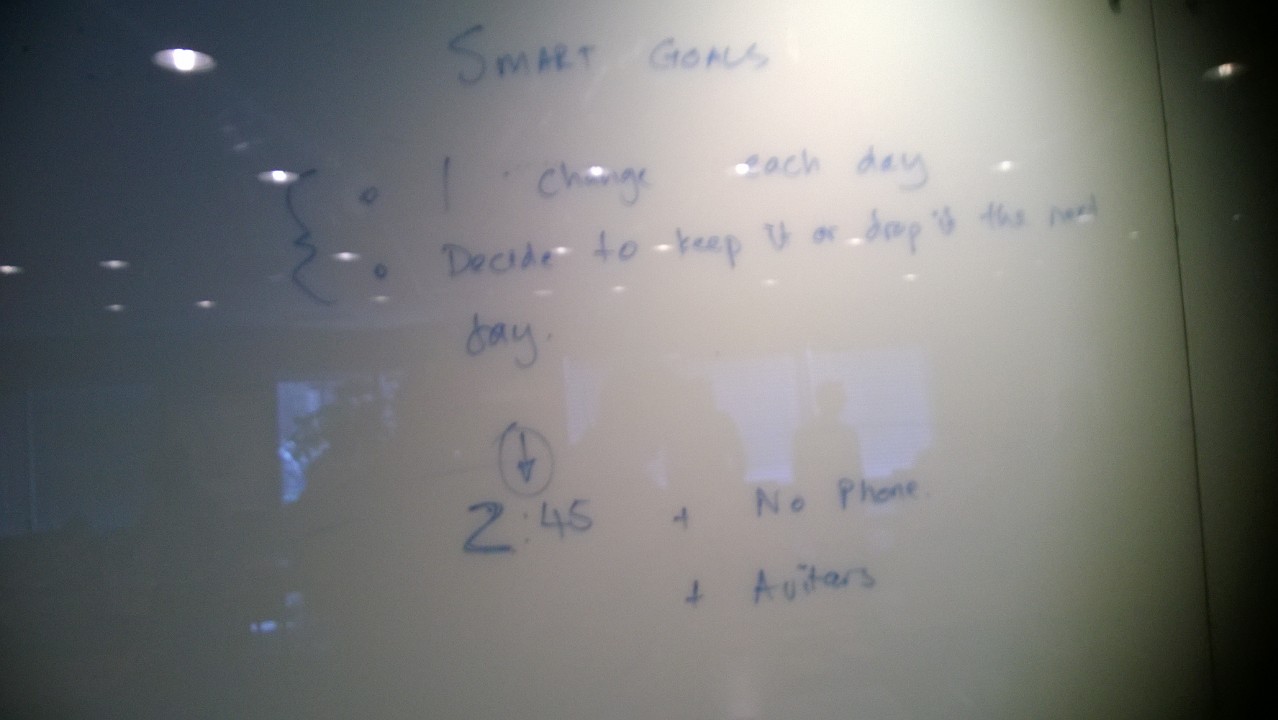 SMART GOALS
1 change each day
Decide to keep it or drop it the next
day.
2:45 + No Phone.
+